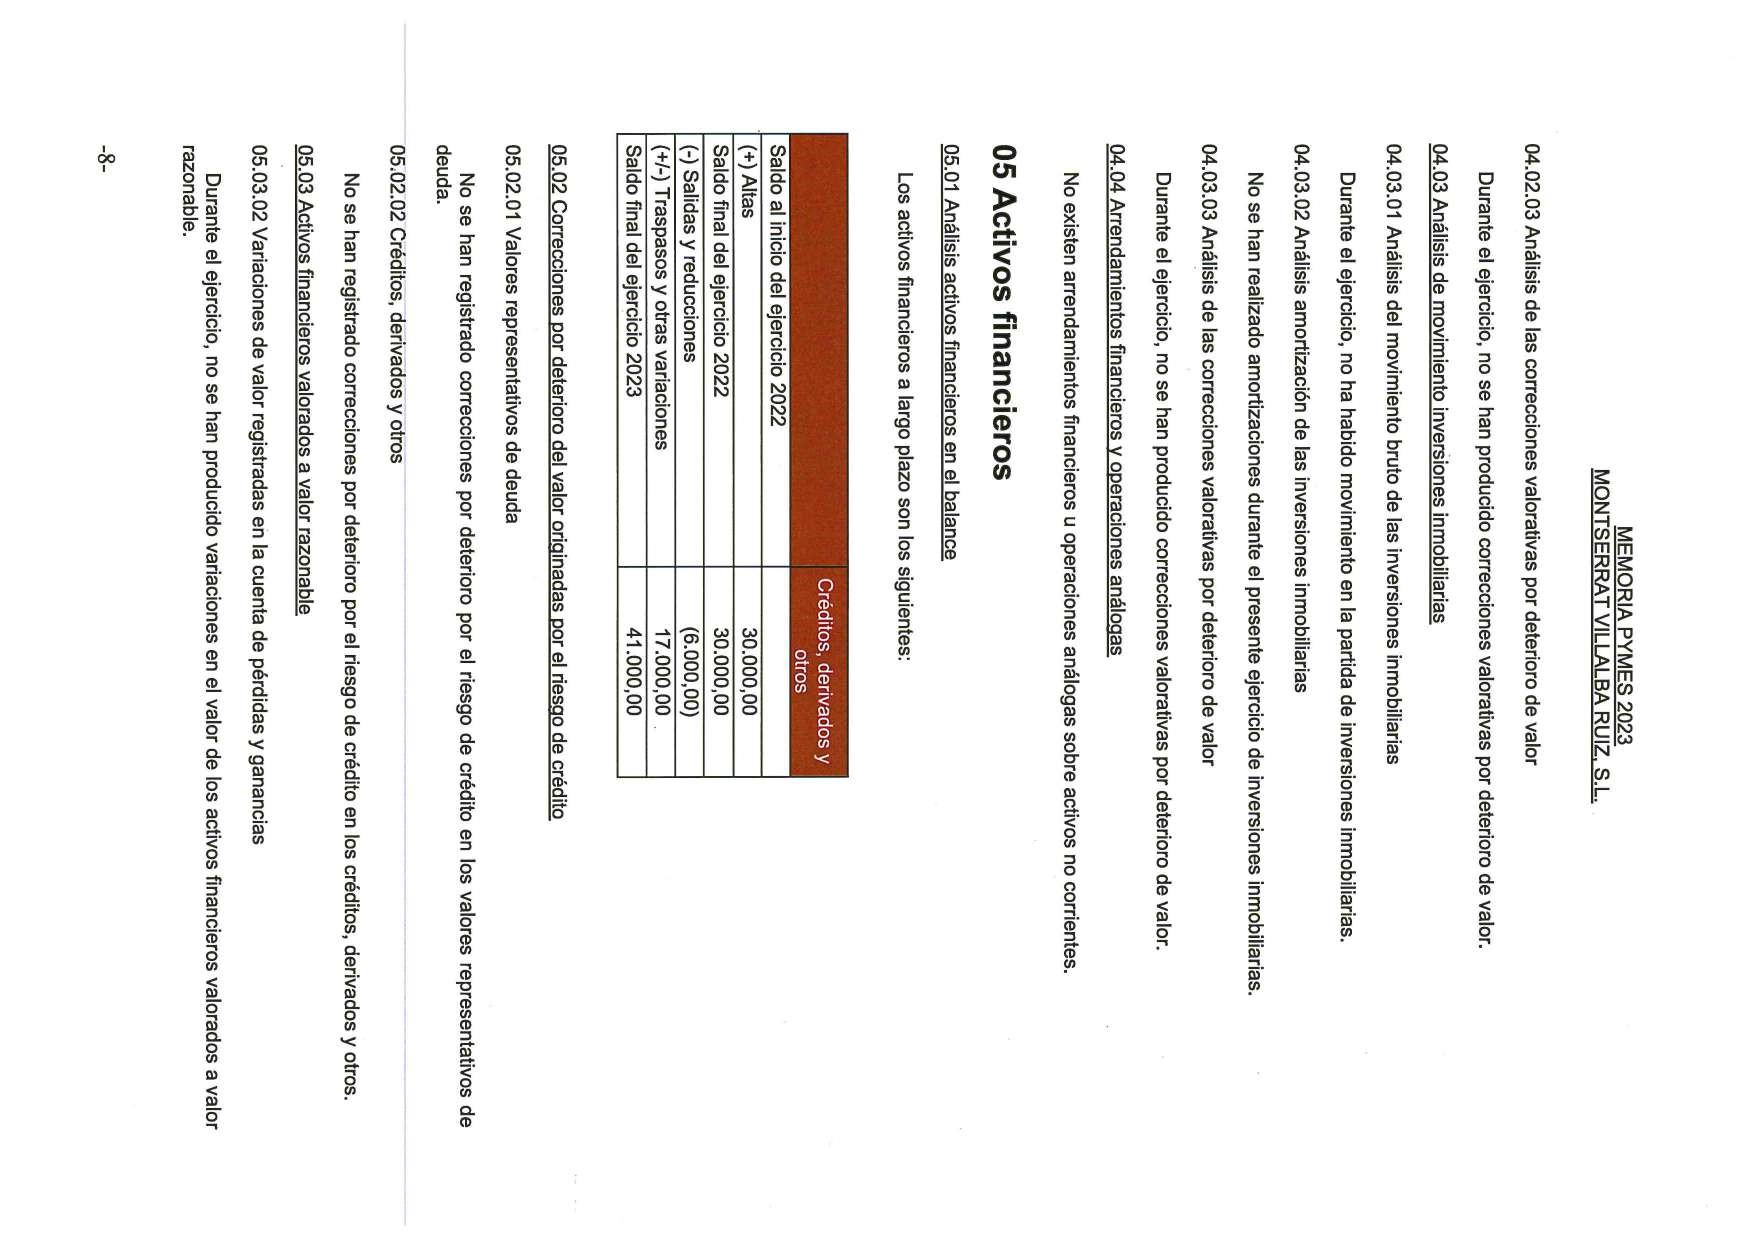 MEMORIA PYMES 2023
MONTSERRAT VILLALBA RUIZ, S.L.
04.02.03 Análisis de las correcciones valorativas por deterioro de valor
Durante el ejercicio, no se han producido correcciones valorativas por deterioro de valor.
04.03 Análisis de movimiento inversiones inmobiliarias
04.03.01 Análisis del movimiento bruto de las inversiones inmobiliarias
Durante el ejercicio, no ha habido movimiento en la partida de inversiones inmobiliarias.
04.03.02 Análisis amortización de las inversiones inmobiliarias
No se han realizado amortizaciones durante el presente ejercicio de inversiones inmobiliarias.
04.03.03 Análisis de las correcciones valorativas por deterioro de valor
Durante el ejercicio, no se han producido correcciones valorativas por deterioro de valor.
04.04 Arrendamientos financieros y operaciones análogas
No existen arrendamientos financieros u operaciones análogas sobre activos no corrientes.
05 Activos financieros
05.01 Análisis activos financieros en el balance
Los activos financieros a largo plazo son los siguientes:
Créditos, derivados y
otros
Saldo al inicio del ejercicio 2022
(+) Altas 30.000,00
Saldo final del ejercicio 2022 30.000,00
(-) Salidas y reducciones (6.000,00)
(+/-) Traspasos y otras variaciones 17.000,00
Saldo final del ejercicio 2023 41.000,00
05.02 Correcciones por deterioro del valor originadas por el riesgo de crédito
05.02.01 Valores representativos de deuda
No se han registrado correcciones por deterioro por el riesgo de crédito en los valores representativos de
deuda.
05.02.02 Créditos, derivados y otros
No se han registrado correcciones por deterioro por el riesgo de crédito en los créditos, derivados y otros.
05.03 Activos financieros valorados a valor razonable
05.03.02 Variaciones de valor registradas en la cuenta de pérdidas y ganancias
Durante el ejercicio, no se han producido variaciones en el valor de los activos financieros valorados a valor
razonable.
-8-